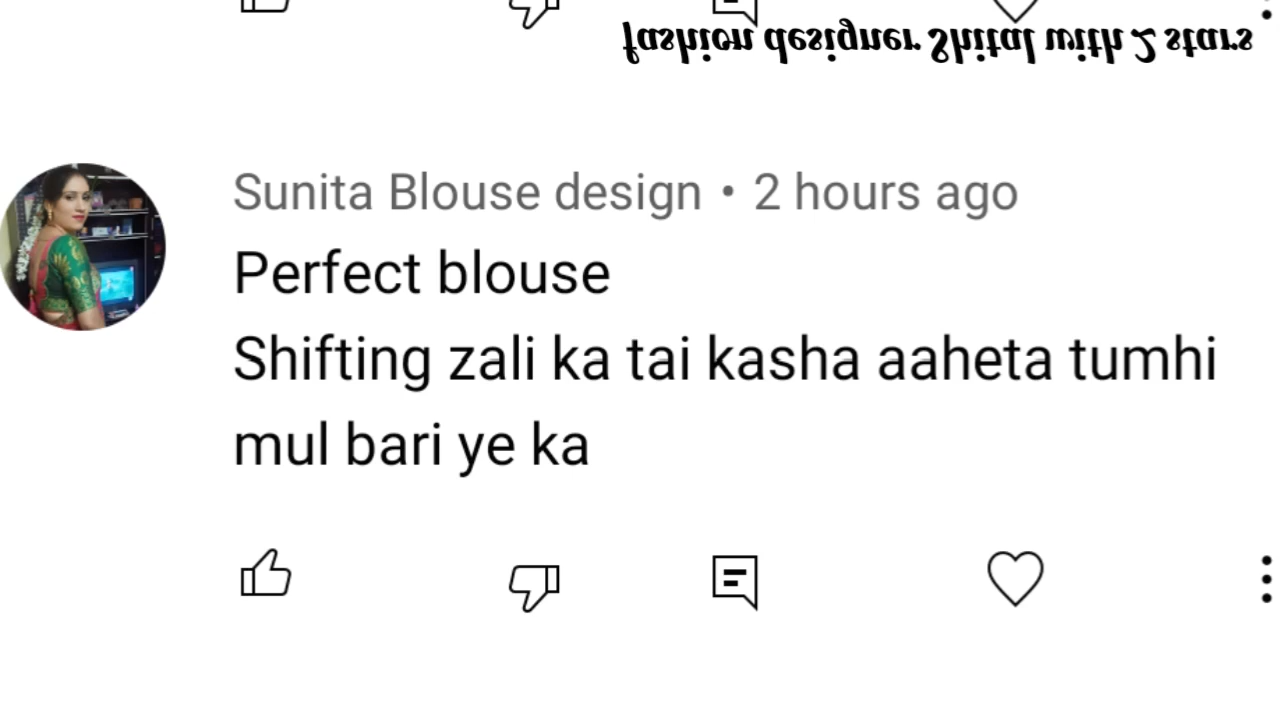 fashion designer Shital with 2 stars
Sunita Blouse design • 2 hours ago
Perfect blouse
Shifting zali ka tai kasha aaheta tumhi
mul bari ye ka